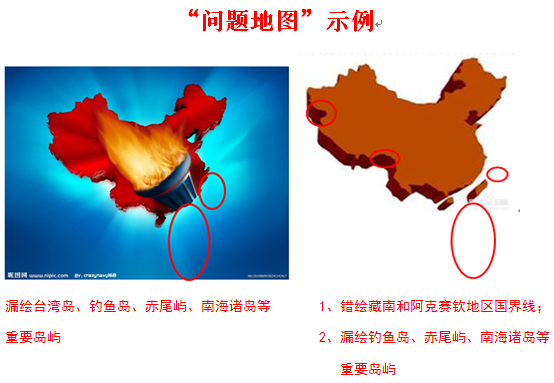 “问题地图”示例
昵图网 www.nipic.com
漏绘台湾岛、钓鱼岛、赤尾屿、南海诸岛等
重要岛屿
1、错绘藏南和阿克赛钦地区国界线；
2、漏绘钓鱼岛、赤尾屿、南海诸岛等
重要岛屿